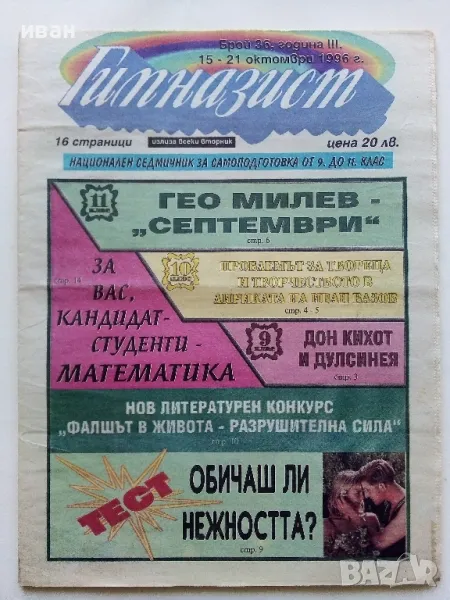 иван
Брой 36. година III.
15 - 21 октомври 1996 г.
Гимназист
16 страници
излиза всеки вторник
цена 20 лв.
НАЦИОНАЛЕН СЕДМИЧНИК ЗА САМОПОДГОТОВКА ОТ 9. ДО 11. КЛАС
11
КЛАС
ГЕО МИЛЕВ -
„СЕПТЕМВРИ“
стр. 6
стр. 14
ЗА
ВАС,
КАНДИДАТ-
СТУДЕНТИ -
МАТЕМАТИКА
10
КЛАС
ПРОБЛЕМЪТ ЗА ТВОРЕЦА
И ТВОРЧЕСТВОТО В
ЛИРИКАТА НА ИВАН ВАЗОВ
стр. 4 - 5
9
КЛАС
ДОН КИХОТ
И ДУЛСИНЕЯ
стр. 3
НОВ ЛИТЕРАТУРЕН КОНКУРС
„ФАЛШЪТ В ЖИВОТА - РАЗРУШИТЕЛНА СИЛА“
стр. 10
ТЕСТ
ОБИЧАШ ЛИ
НЕЖНОСТТА?
стр. 9
BAZAR